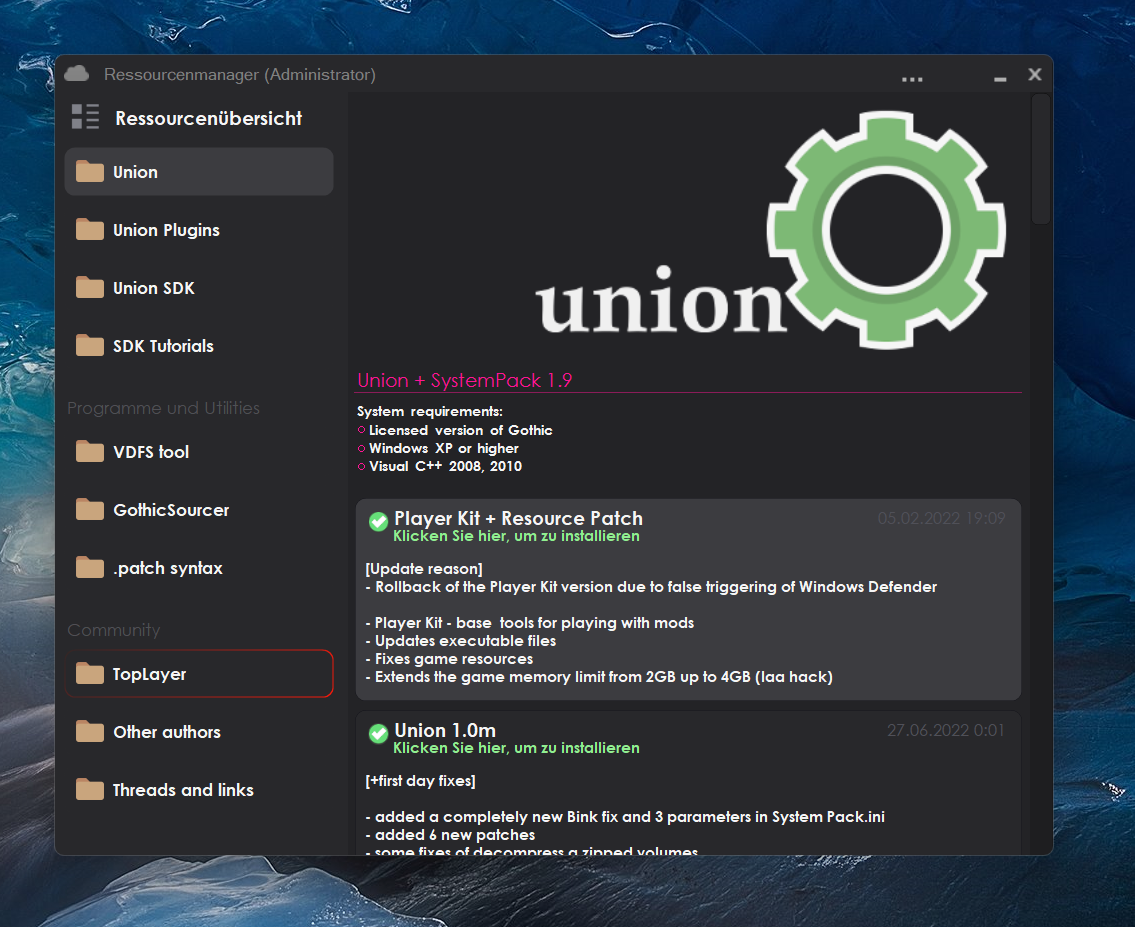 Ressourcenmanager (Administrator)
Ressourcenübersicht
Union
Union Plugins
Union SDK
SDK Tutorials
Programme und Utilities
VDFS tool
GothicSourcer
.patch syntax
Community
TopLayer
Other authors
Threads and links
union
Union + SystemPack 1.9
System requirements:
Licensed version of Gothic
Windows XP or higher
Visual C++ 2008, 2010
Player Kit + Resource Patch
05.02.2022 19:09
Klicken Sie hier, um zu installieren
[Update reason]
- Rollback of the Player Kit version due to false triggering of Windows Defender
- Player Kit - base tools for playing with mods
- Updates executable files
- Fixes game resources
- Extends the game memory limit from 2GB up to 4GB (laa hack)
Union 1.0m
27.06.2022 0:01
Klicken Sie hier, um zu installieren
[+first day fixes]
- added a completely new Bink fix and 3 parameters in System Pack.ini
- added 6 new patches
- some fixes of decompress a zipped volumes